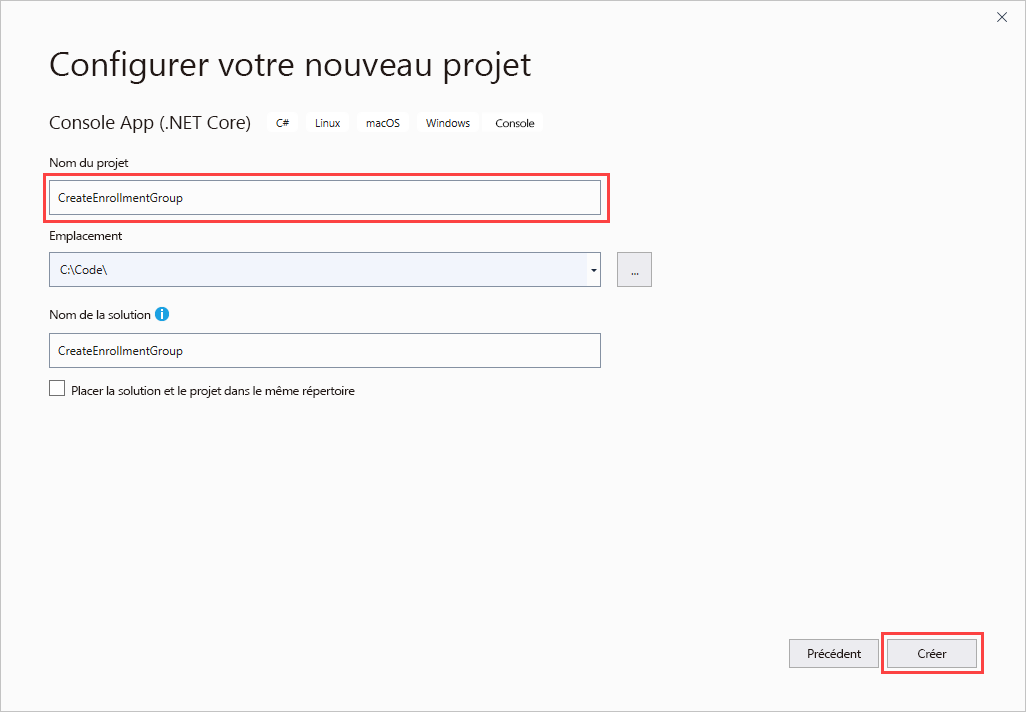 Configurer votre nouveau projet
Console App (.NET Core) C# Linux macOS Windows Console
Nom du projet
CreateEnrollmentGroup
Emplacement
C:\Code\
...
Nom de la solution
CreateEnrollmentGroup
Placer la solution et le projet dans le même répertoire
Précédent Créer